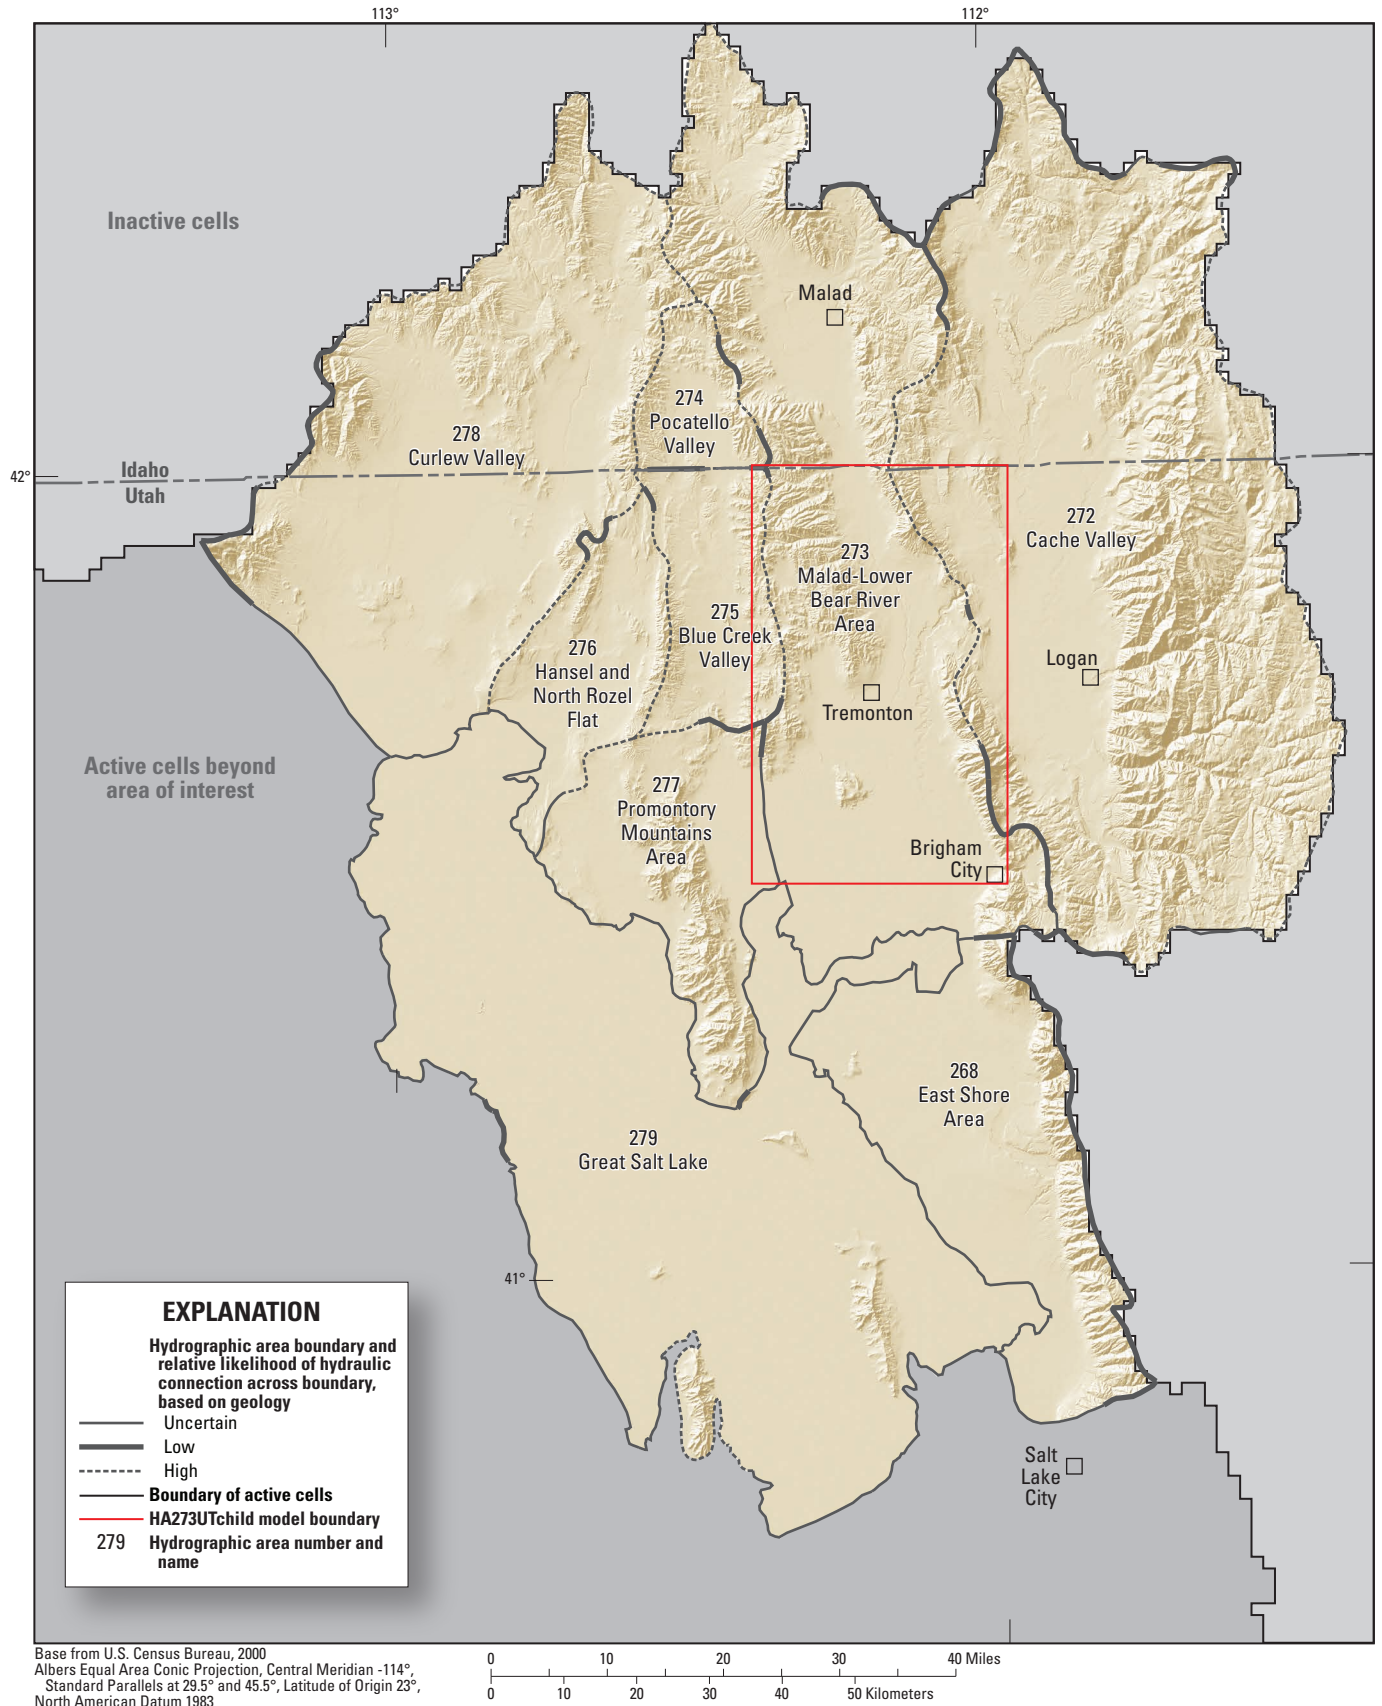 113°
112°
Inactive cells
Malad
274
Pocatello
Valley
278
Curlew Valley
42°
Idaho
Utah
272
Cache Valley
273
Malad-Lower
Bear River
Area
275
Blue Creek
Valley
276
Hansel and
North Rozel
Flat
Logan
Tremonton
Active cells beyond
area of interest
277
Promontory
Mountains
Area
Brigham
City
268
East Shore
Area
279
Great Salt Lake
41°
Salt
Lake
City
EXPLANATION
Hydrographic area boundary and
relative likelihood of hydraulic
connection across boundary,
based on geology
Uncertain
Low
High
Boundary of active cells
HA273UTchild model boundary
279 Hydrographic area number and
name
Base from U.S. Census Bureau, 2000
Albers Equal Area Conic Projection, Central Meridian -114°,
Standard Parallels at 29.5° and 45.5°, Latitude of Origin 23°,
North American Datum 1983
0 10 20 30 40 Miles
0 10 20 30 40 50 Kilometers